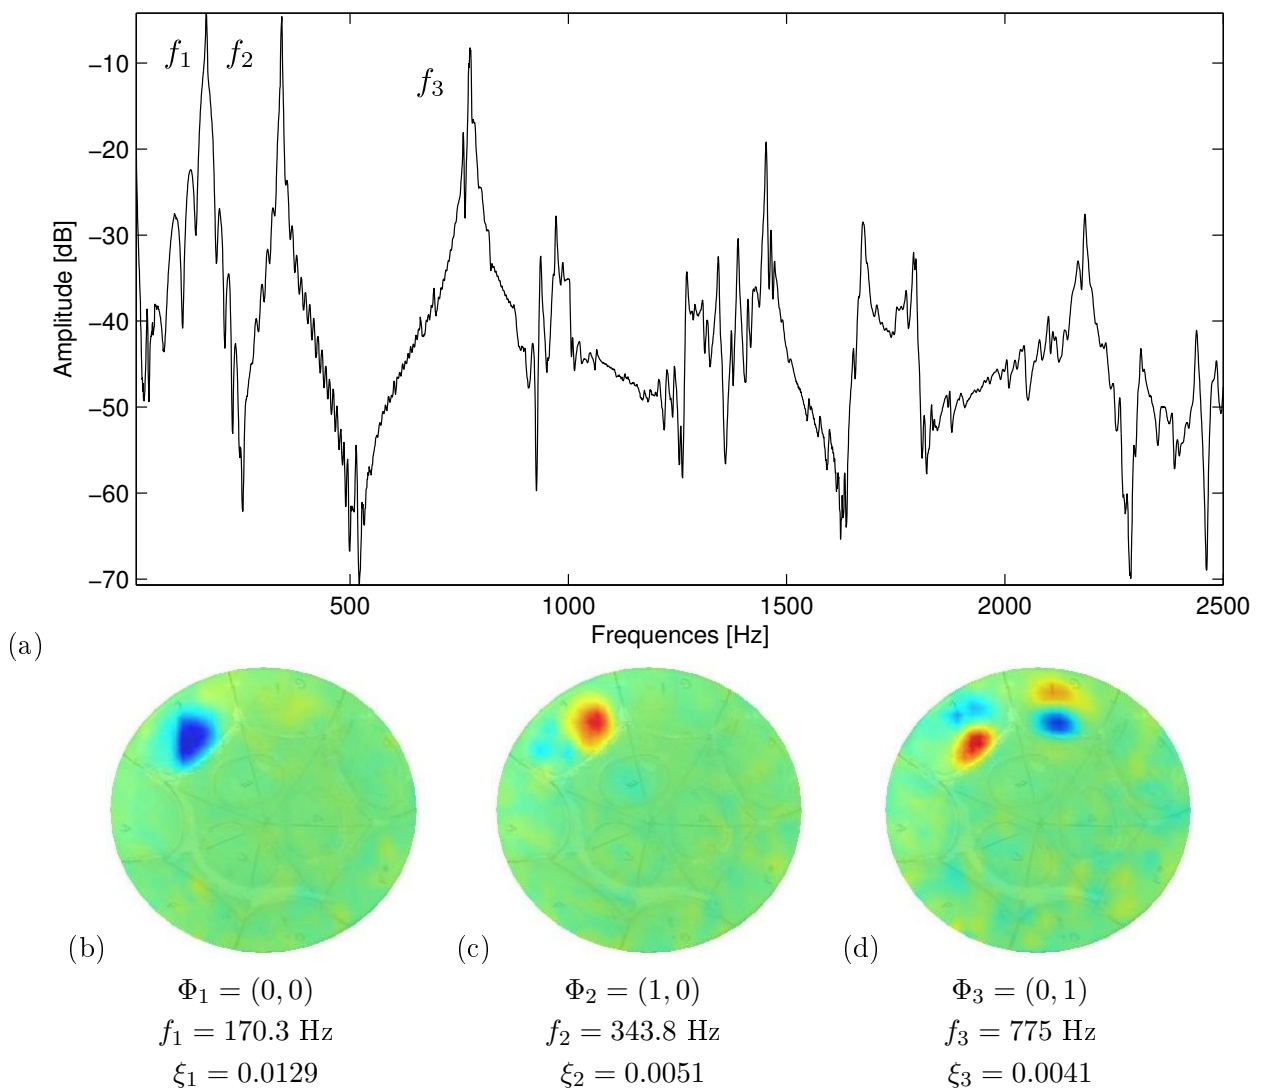 f₁ f₂
f₃
−10
−20
−30
−40
−50
−60
−70
Amplitude [dB]
500 1000 1500 2000 2500
Frequences [Hz]
(a)
(b) (c) (d)
Φ₁ = (0, 0) Φ₂ = (1, 0) Φ₃ = (0, 1)
f₁ = 170.3 Hz f₂ = 343.8 Hz f₃ = 775 Hz
ξ₁ = 0.0129 ξ₂ = 0.0051 ξ₃ = 0.0041